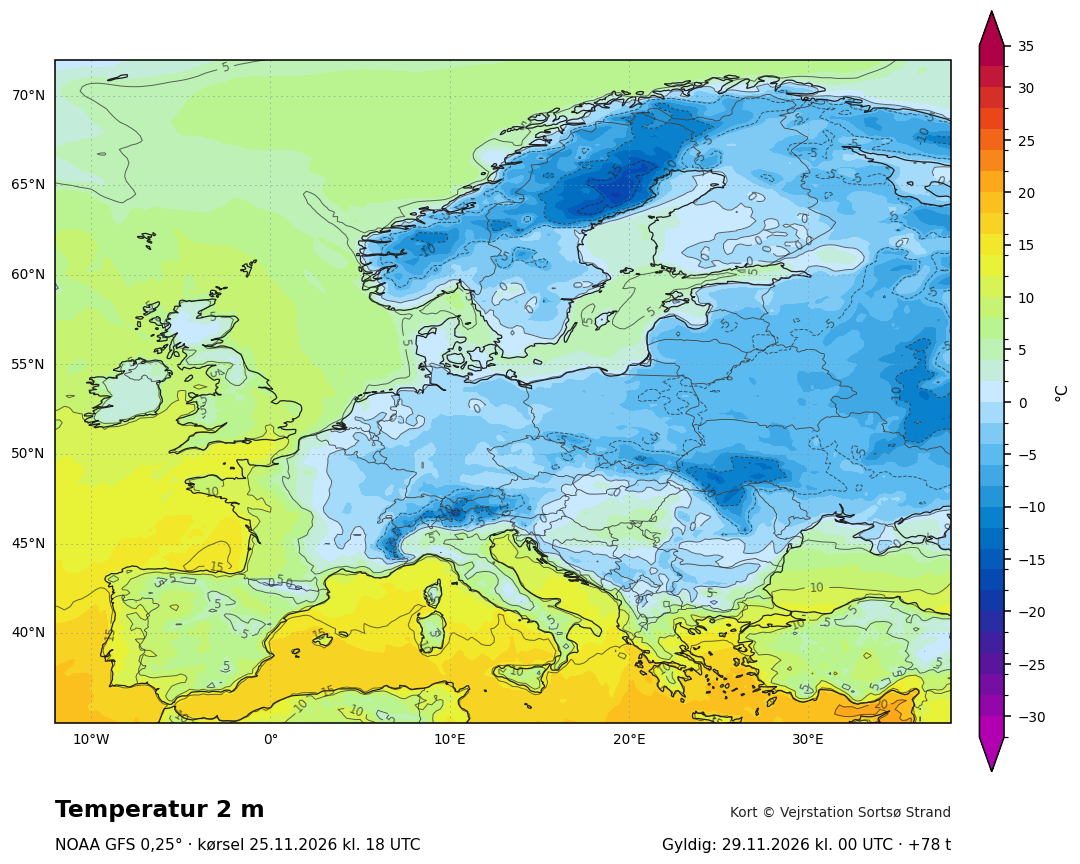 35
30
25
20
15
10
5
0
−5
−10
−15
−20
−25
−30
°C
70°N
65°N
60°N
55°N
50°N
45°N
40°N
10°W
0°
10°E
20°E
30°E
Temperatur 2 m
Kort © Vejrstation Sortsø Strand
NOAA GFS 0,25° · kørsel 25.11.2026 kl. 18 UTC
Gyldig: 29.11.2026 kl. 00 UTC · +78 t